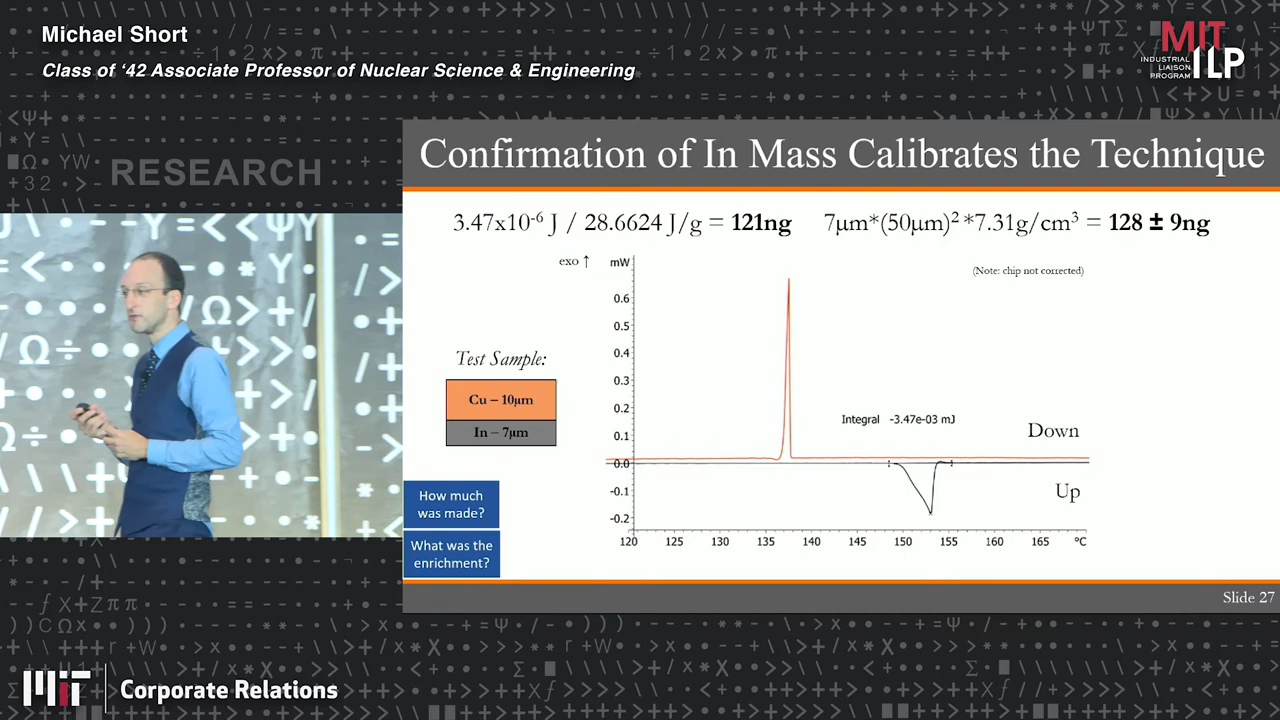 Michael Short
Class of ‘42 Associate Professor of Nuclear Science & Engineering
MIT
INDUSTRIAL
LIAISON
PROGRAM
ILP
RESEARCH
Confirmation of In Mass Calibrates the Technique
3.47x10⁻⁶ J / 28.6624 J/g = 121ng
7μm*(50μm)² *7.31g/cm³ = 128 ± 9ng
exo ↑
mW
(Note: chip not corrected)
0.6
0.5
0.4
0.3
0.2
0.1
0.0
-0.1
-0.2
Test Sample:
Cu – 10μm
In – 7μm
Integral -3.47e-03 mJ
Down
Up
120 125 130 135 140 145 150 155 160 165 °C
How much
was made?
What was the
enrichment?
Slide 27
MIT
Corporate Relations